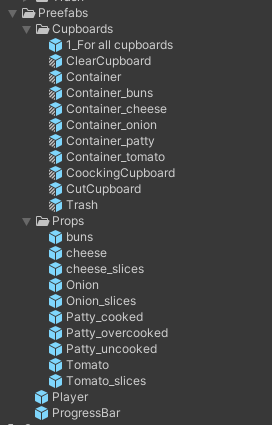 Preefabs
Cupboards
1_For all cupboards
ClearCupboard
Container
Container_buns
Container_cheese
Container_onion
Container_patty
Container_tomato
CoockingCupboard
CutCupboard
Trash
Props
buns
cheese
cheese_slices
Onion
Onion_slices
Patty_cooked
Patty_overcooked
Patty_uncooked
Tomato
Tomato_slices
Player
ProgressBar